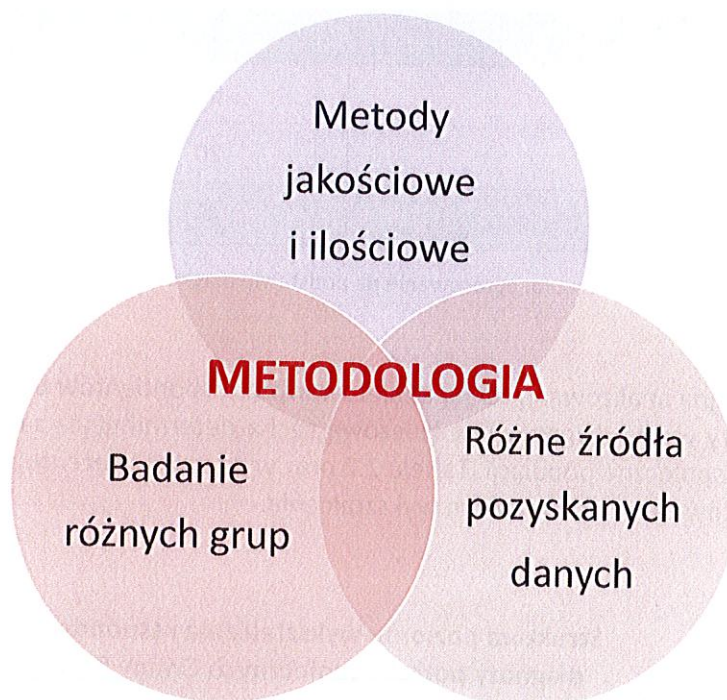 Metody
jakościowe
i ilościowe
METODOLOGIA
Badanie
różnych grup
Różne źródła
pozyskanych
danych